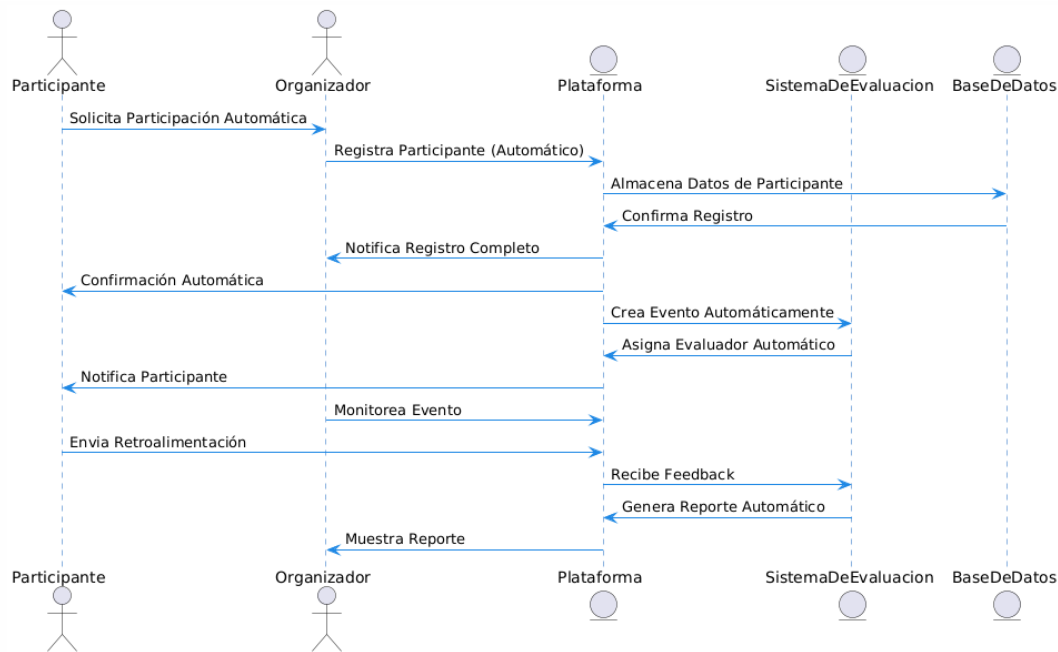 Participante
Organizador
Plataforma
SistemaDeEvaluacion
BaseDeDatos
Solicita Participación Automática
Registra Participante (Automático)
Almacena Datos de Participante
Confirma Registro
Notifica Registro Completo
Confirmación Automática
Crea Evento Automáticamente
Asigna Evaluador Automático
Notifica Participante
Monitorea Evento
Envia Retroalimentación
Recibe Feedback
Genera Reporte Automático
Muestra Reporte
Participante
Organizador
Plataforma
SistemaDeEvaluacion
BaseDeDatos